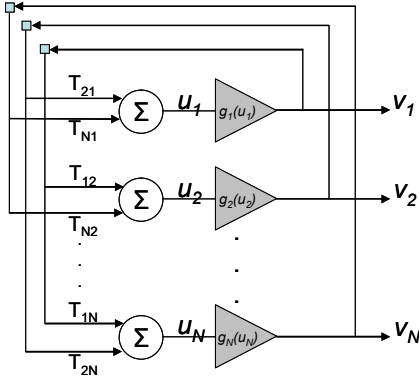 T21
Σ u1 g1(u1) v1
TN1
T12
Σ u2 g2(u2) v2
TN2
T1N
Σ uN gN(uN) vN
T2N